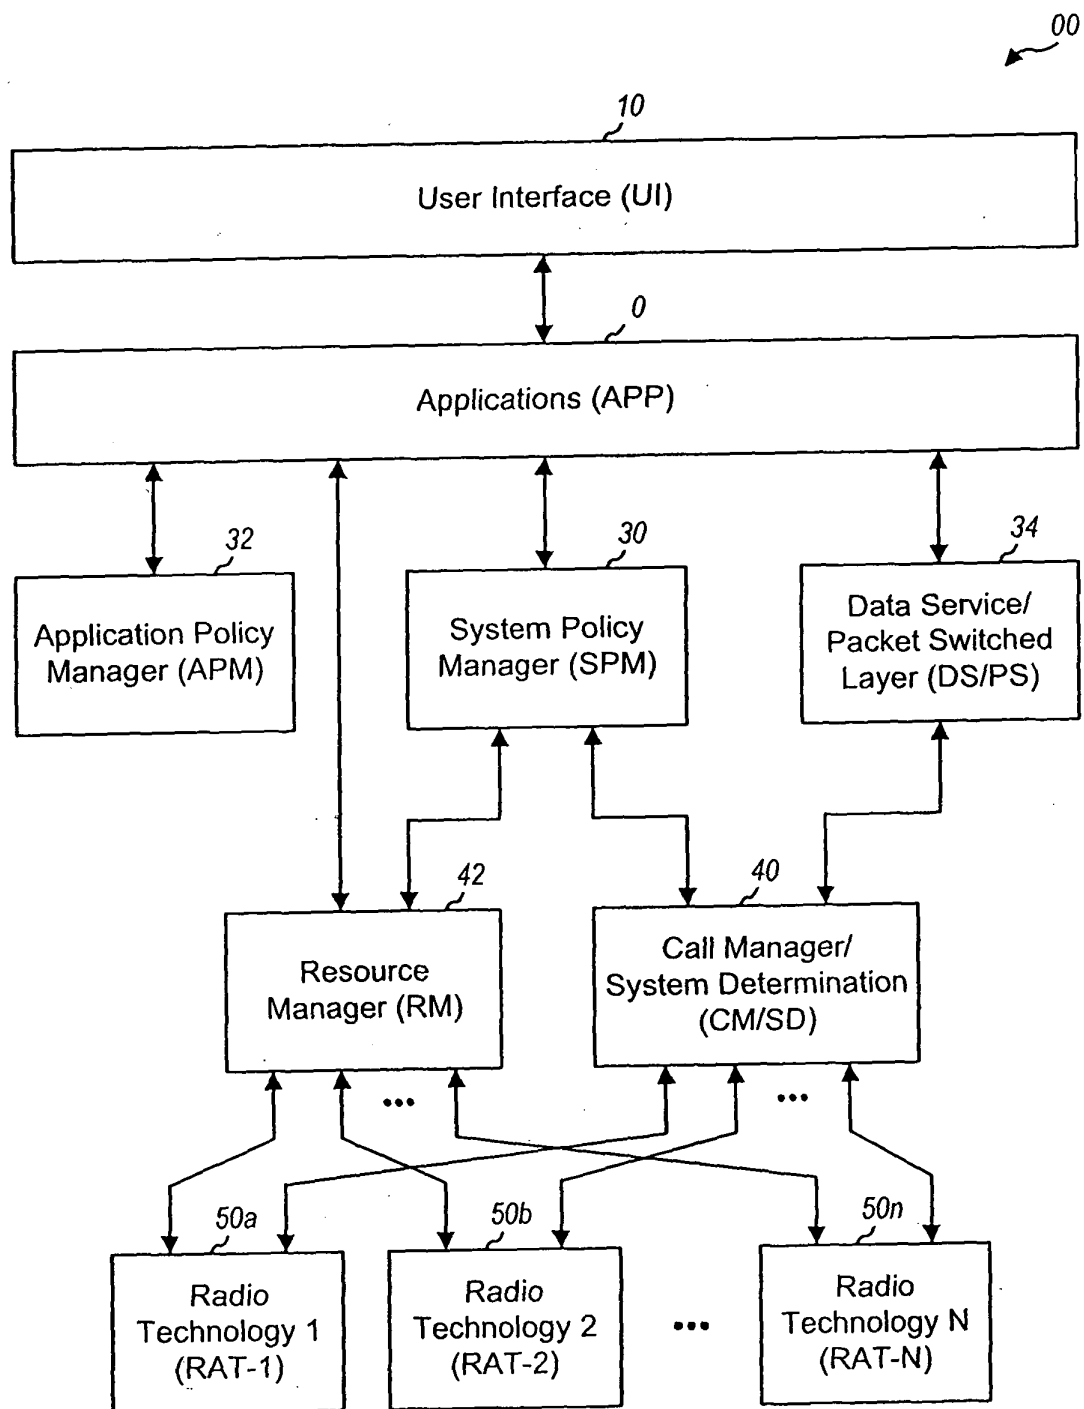 00
10
User Interface (UI)
0
Applications (APP)
32
30
34
Application Policy
Manager (APM)
System Policy
Manager (SPM)
Data Service/
Packet Switched
Layer (DS/PS)
42
40
Resource
Manager (RM)
Call Manager/
System Determination
(CM/SD)
...
...
50a
50b
50n
Radio
Technology 1
(RAT-1)
Radio
Technology 2
(RAT-2)
...
Radio
Technology N
(RAT-N)